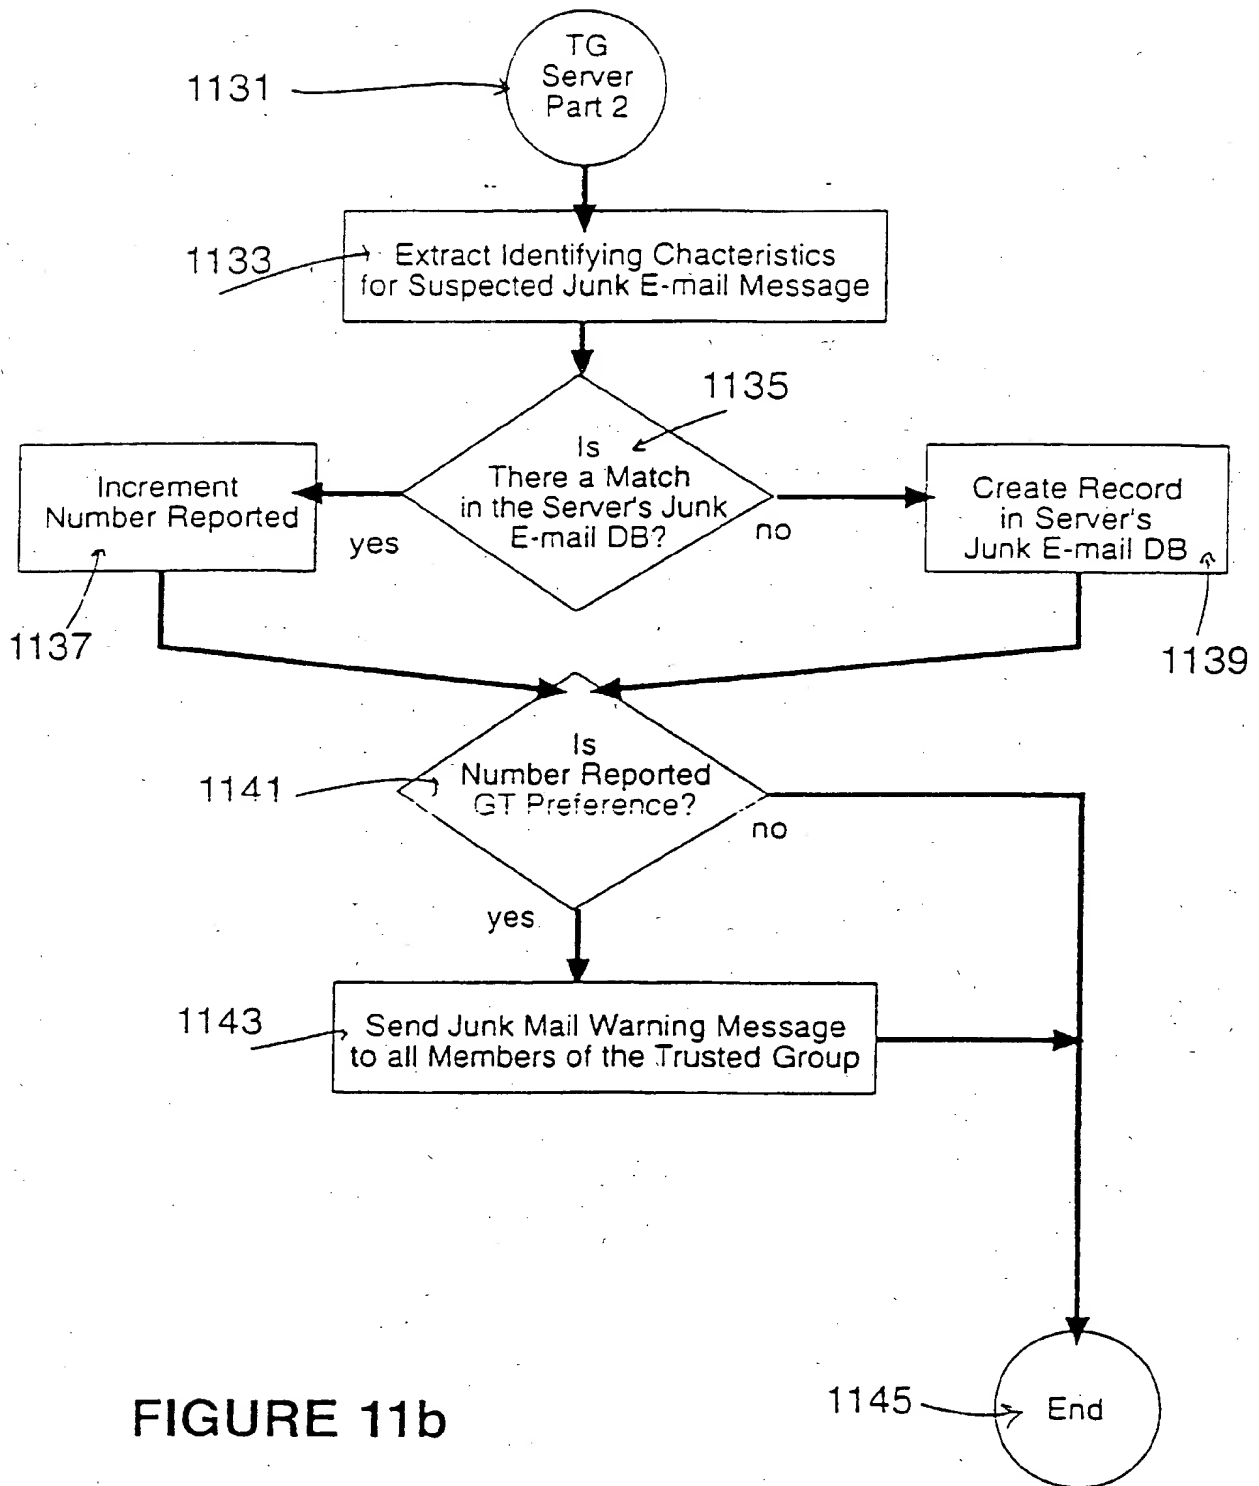 TG
Server
Part 2
1131
1133
Extract Identifying Chacteristics
for Suspected Junk E-mail Message
1135
Is
There a Match
in the Server's Junk
E-mail DB?
yes
no
Increment
Number Reported
1137
Create Record
in Server's
Junk E-mail DB
1139
1141
Is
Number Reported
GT Preference?
no
yes
1143
Send Junk Mail Warning Message
to all Members of the Trusted Group
1145
End
FIGURE 11b